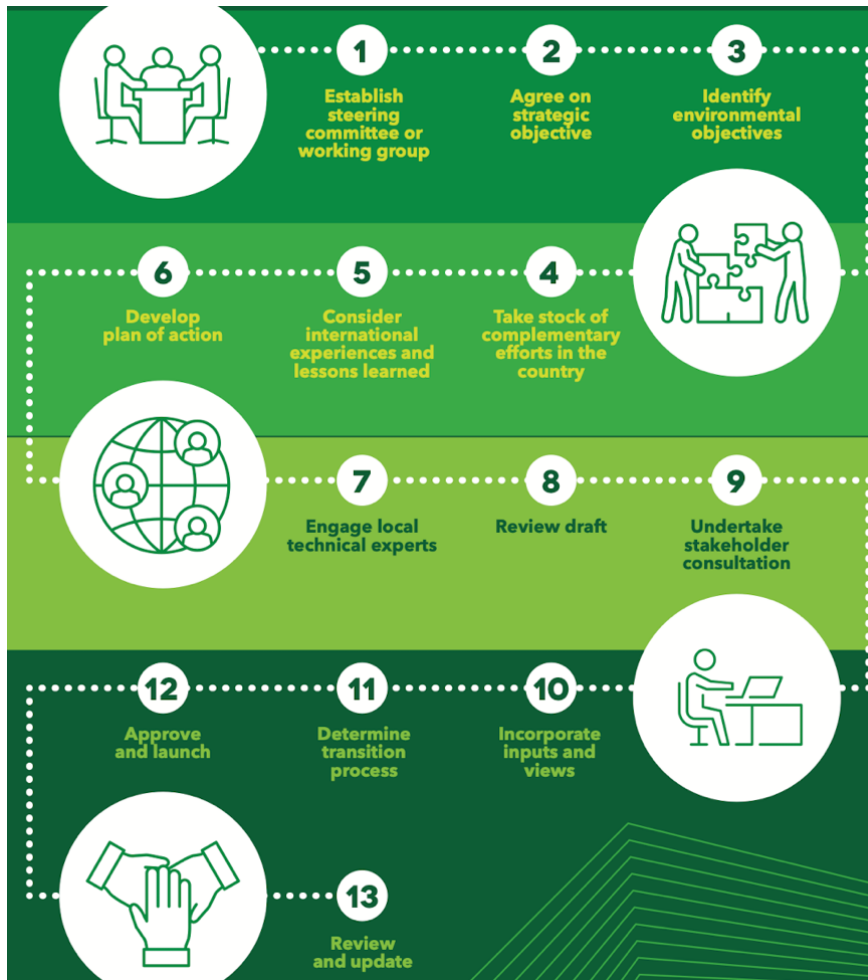 1
Establish
steering
committee or
working group
2
Agree on
strategic
objective
3
Identify
environmental
objectives
4
Take stock of
complementary
efforts in the
country
5
Consider
international
experiences and
lessons learned
6
Develop
plan of action
7
Engage local
technical experts
8
Review draft
9
Undertake
stakeholder
consultation
10
Incorporate
inputs and
views
11
Determine
transition
process
12
Approve
and launch
13
Review
and update